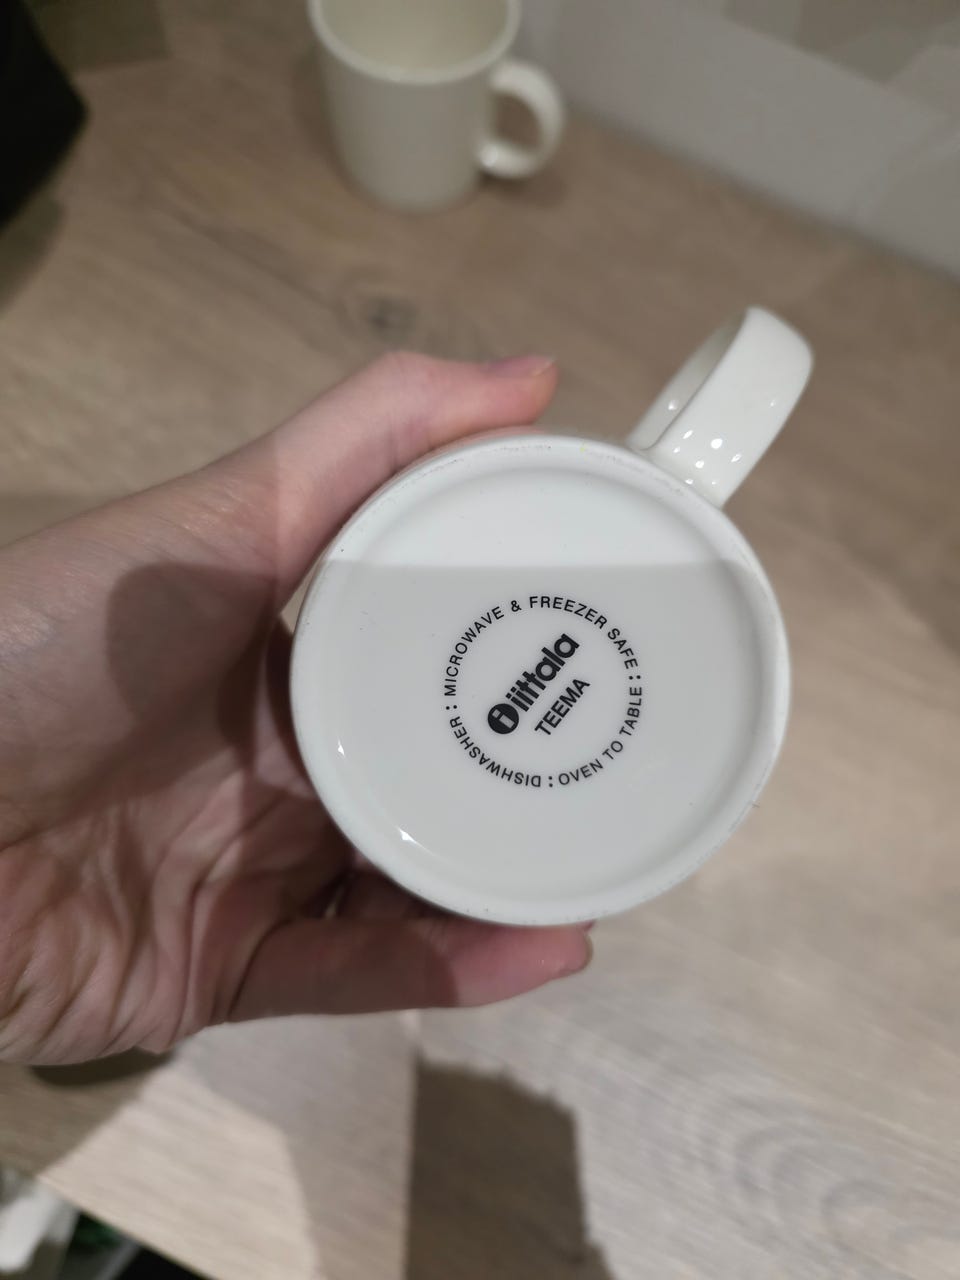 MICROWAVE & FREEZER SAFE : OVEN TO TABLE : DISHWASHER :
i iittala
TEEMA